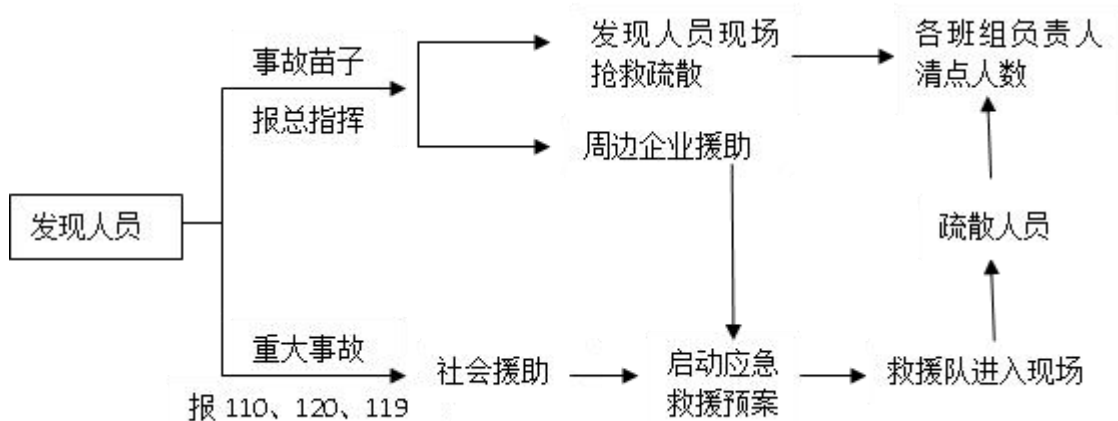 事故苗子
报总指挥
发现人员现场
抢救疏散
各班组负责人
清点人数
周边企业援助
发现人员
疏散人员
重大事故
报 110、120、119
社会援助
启动应急
救援预案
救援队进入现场